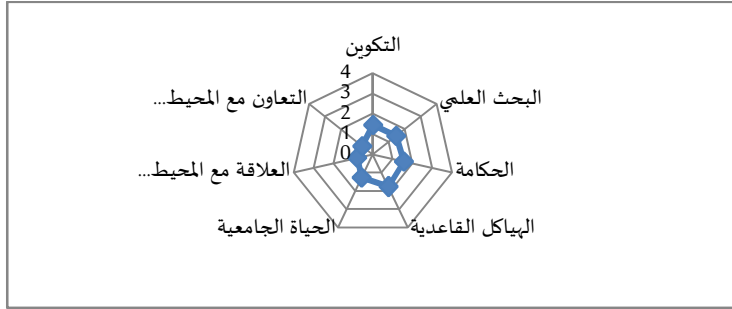 التكوين
4
3
2
1
0
البحث العلمي
الحكامة
الهياكل القاعدية
الحياة الجامعية
العلاقة مع المحيط...
التعاون مع المحيط...